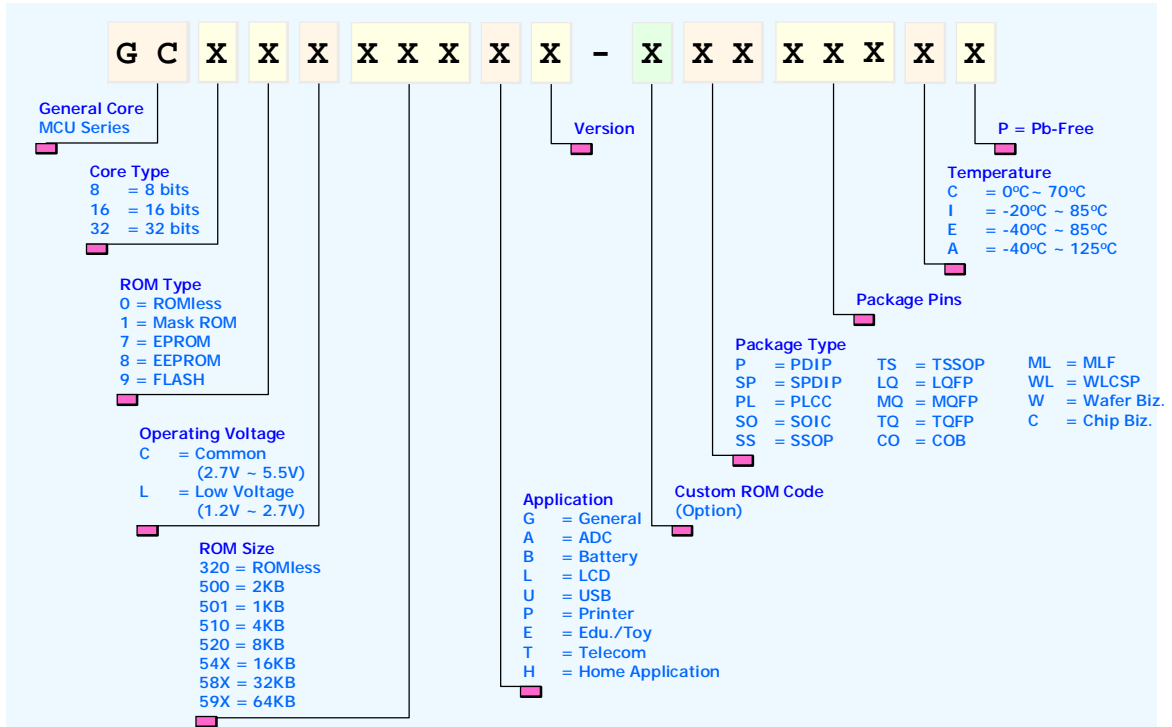 G C X X X X X X X X - X X X X X X X X
General Core
MCU Series
Core Type
8 = 8 bits
16 = 16 bits
32 = 32 bits
ROM Type
0 = ROMless
1 = Mask ROM
7 = EPROM
8 = EEPROM
9 = FLASH
Operating Voltage
C = Common
(2.7V ~ 5.5V)
L = Low Voltage
(1.2V ~ 2.7V)
ROM Size
320 = ROMless
500 = 2KB
501 = 1KB
510 = 4KB
520 = 8KB
54X = 16KB
58X = 32KB
59X = 64KB
Application
G = General
A = ADC
B = Battery
L = LCD
U = USB
P = Printer
E = Edu./Toy
T = Telecom
H = Home Application
Version
Custom ROM Code
(Option)
Package Type
P = PDIP
SP = SPDIP
PL = PLCC
SO = SOIC
SS = SSOP
TS = TSSOP
LQ = LQFP
MQ = MQFP
TQ = TQFP
CO = COB
ML = MLF
WL = WLCSP
W = Wafer Biz.
C = Chip Biz.
Package Pins
Temperature
C = 0ºC~ 70ºC
I = -20ºC ~ 85ºC
E = -40ºC ~ 85ºC
A = -40ºC ~ 125ºC
P = Pb-Free